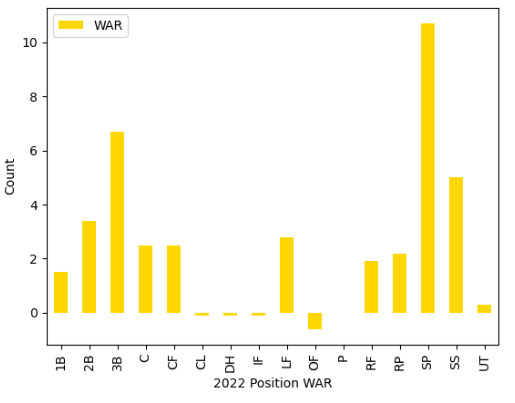 WAR
10
8
6
4
2
0
Count
1B 2B 3B C CF CL DH IF LF OF P RF RP SP SS UT
2022 Position WAR